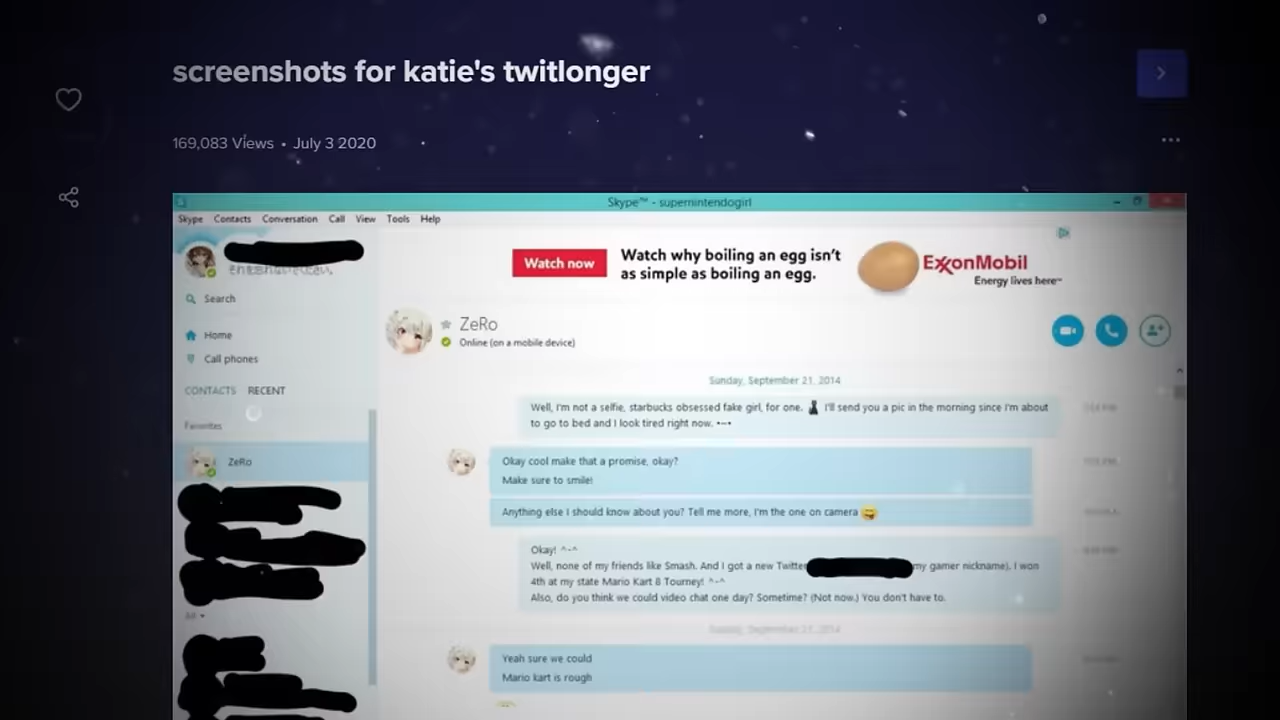 screenshots for katie's twitlonger
169,083 Views • July 3 2020
Skype™ - supernintendogirl
Skype Contacts Conversation Call View Tools Help
Watch now
Watch why boiling an egg isn't
as simple as boiling an egg.
ExxonMobil
Energy lives here™
Search
Home
Call phones
CONTACTS RECENT
Favorites
ZeRo
All
ZeRo
Online (on a mobile device)
Sunday, September 21, 2014
Well, I'm not a selfie, starbucks obsessed fake girl, for one. I'll send you a pic in the morning since I'm about
to go to bed and I look tired right now. •~•
Okay cool make that a promise, okay?
Make sure to smile!
Anything else I should know about you? Tell me more, I'm the one on camera
Okay! ^-^
Well, none of my friends like Smash. And I got a new Twitter my gamer nickname). I won
4th at my state Mario Kart 8 Tourney! ^-^
Also, do you think we could video chat one day? Sometime? (Not now.) You don't have to.
Sunday, September 21, 2014
Yeah sure we could
Mario kart is rough